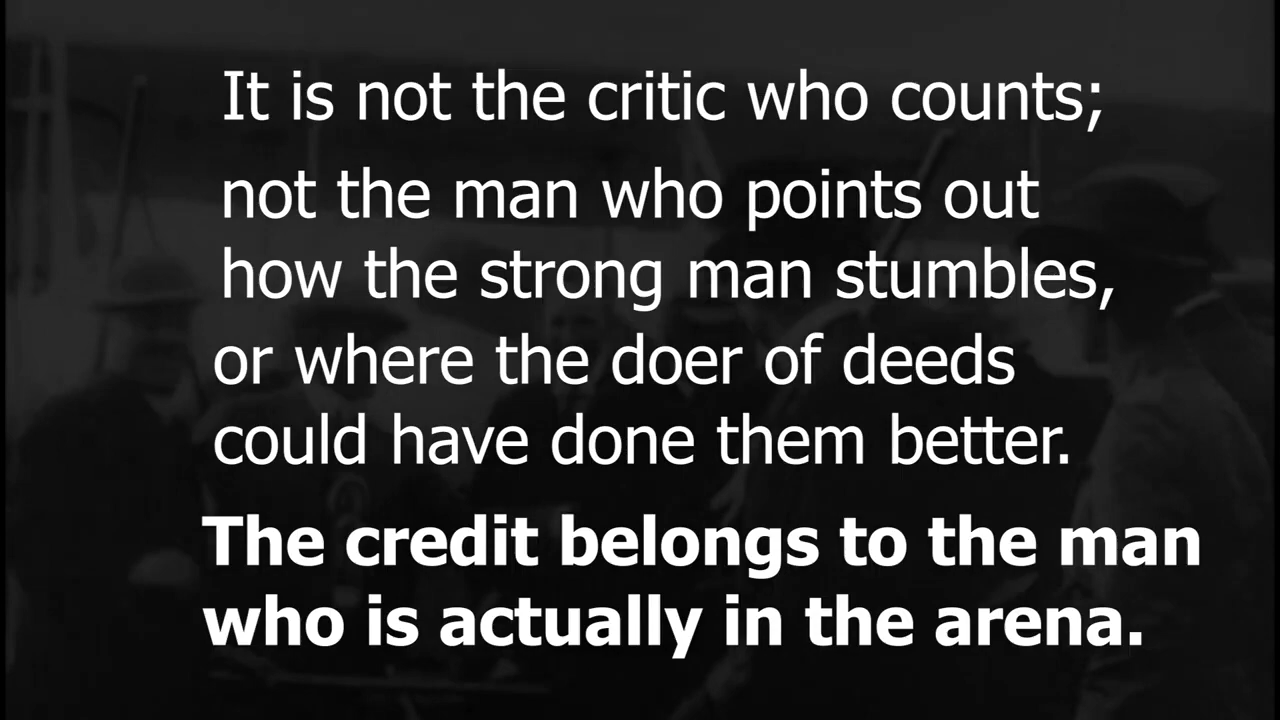 It is not the critic who counts;
not the man who points out
how the strong man stumbles,
or where the doer of deeds
could have done them better.
The credit belongs to the man
who is actually in the arena.